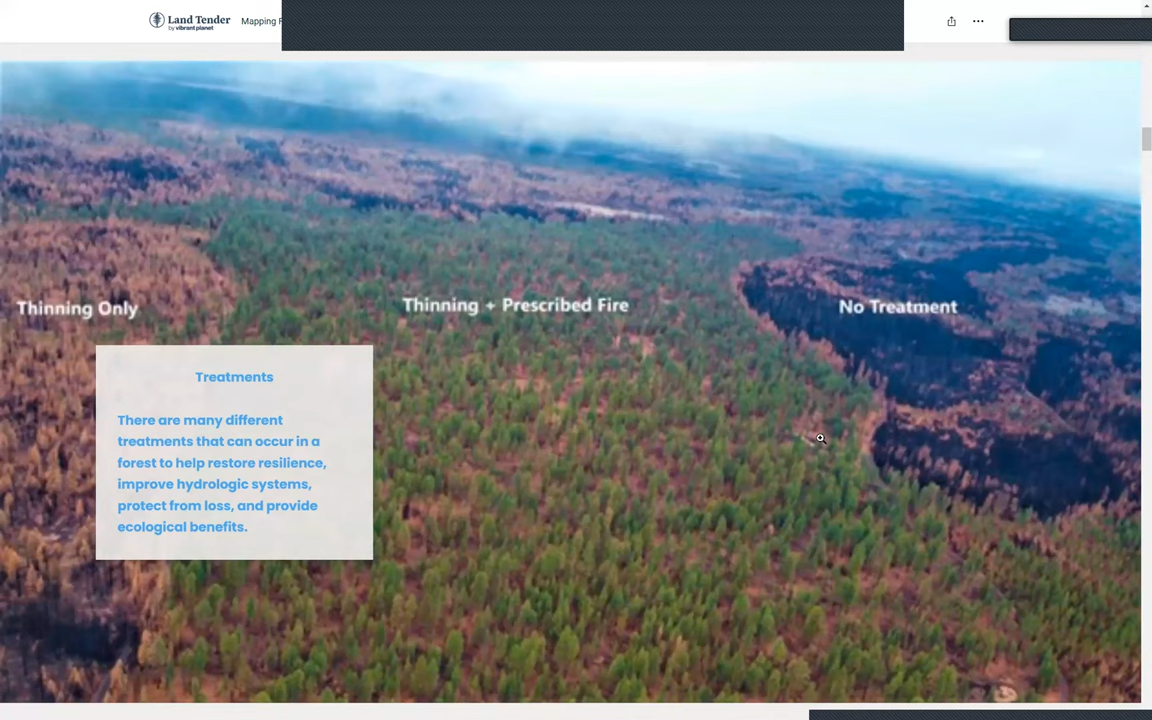 Land Tender
by vibrant planet
Mapping
Thinning Only
Thinning + Prescribed Fire
No Treatment
Treatments
There are many different
treatments that can occur in a
forest to help restore resilience,
improve hydrologic systems,
protect from loss, and provide
ecological benefits.